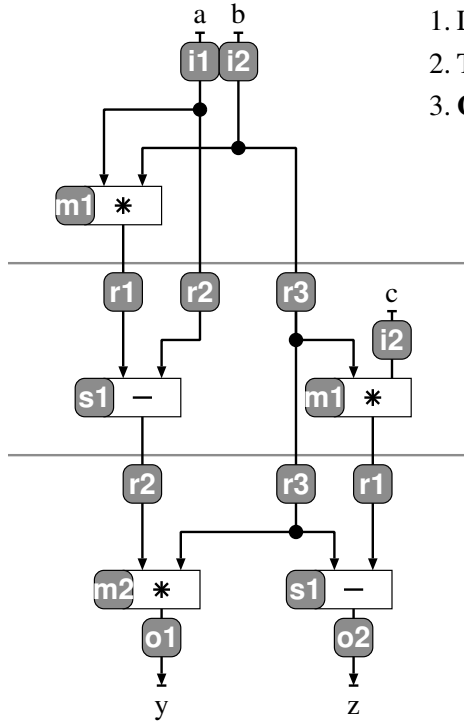 a b
i1 i2
1.
2. T
3.
m1 *
r1 r2 r3
c
i2
s1 −
m1 *
r2 r3 r1
m2 *
s1 −
o1 o2
y z